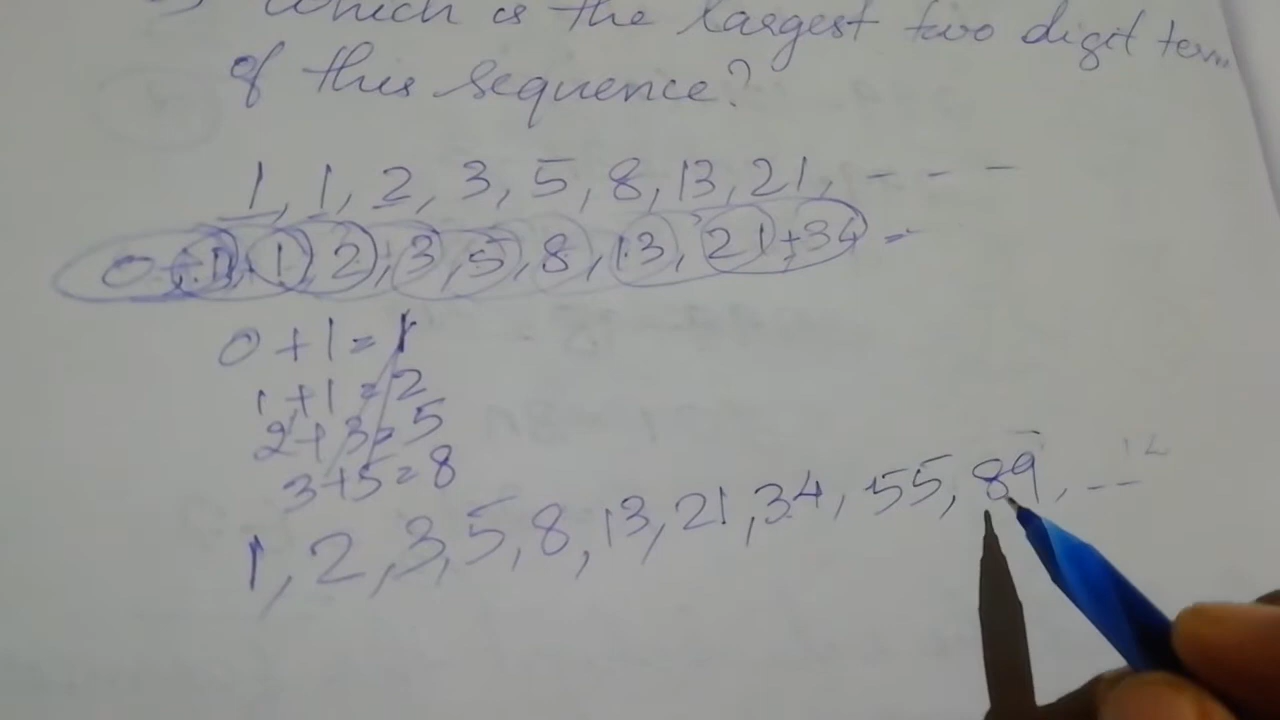 Which is the largest two digit term
of this sequence?
1, 1, 2, 3, 5, 8, 13, 21, - - -
0+1, 1, 2, 3, 5, 8, 13, 21+34 =
0+1=1
1+1=2
2+3=5
3+5=8
1, 2, 3, 5, 8, 13, 21, 34, 55, 89, - -